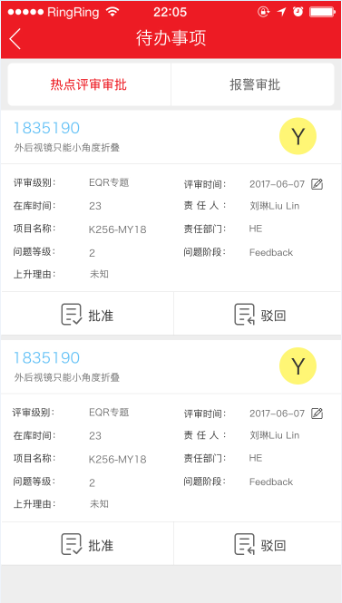 RingRing 22:05
待办事项
热点评审审批 报警审批
1835190 Y
外后视镜只能小角度折叠
评审级别: EQR专题 评审时间: 2017-06-07
在库时间: 23 责 任 人: 刘琳Liu Lin
项目名称: K256-MY18 责任部门: HE
问题等级: 2 问题阶段: Feedback
上升理由: 未知
批准 驳回
1835190 Y
外后视镜只能小角度折叠
评审级别: EQR专题 评审时间: 2017-06-07
在库时间: 23 责 任 人: 刘琳Liu Lin
项目名称: K256-MY18 责任部门: HE
问题等级: 2 问题阶段: Feedback
上升理由: 未知
批准 驳回